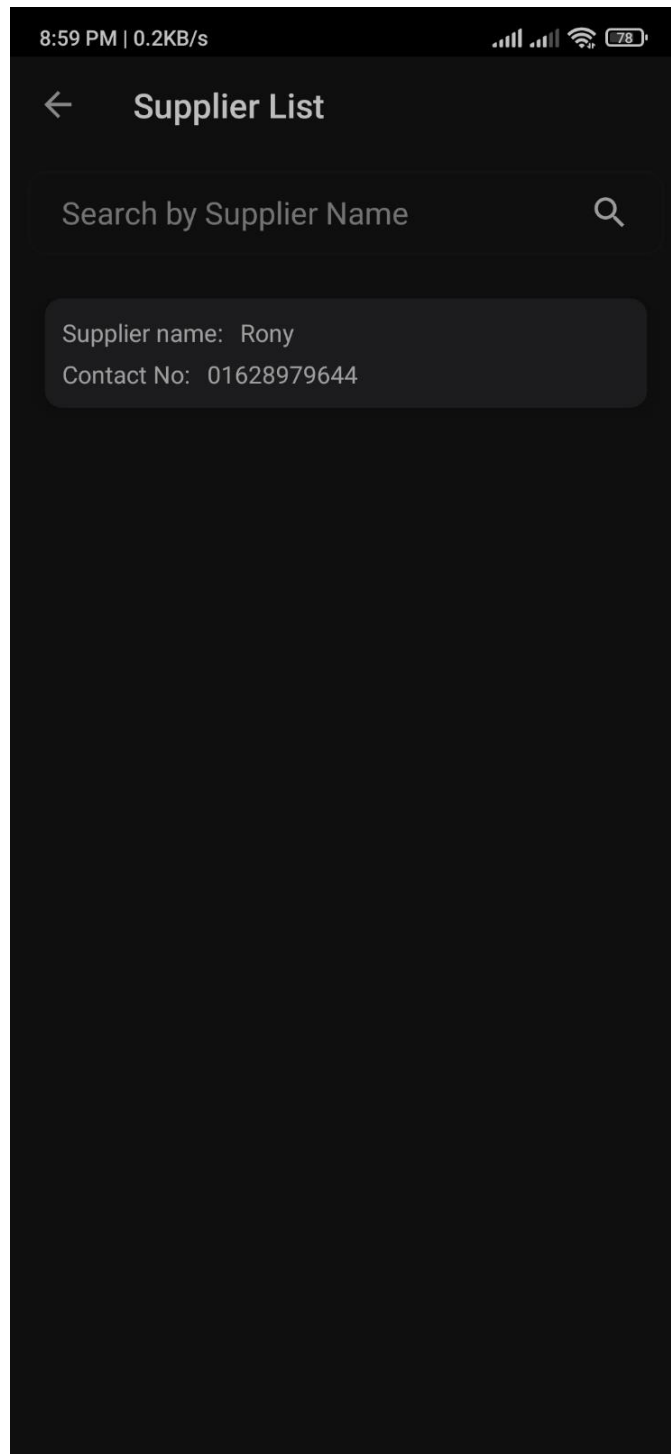 8:59 PM | 0.2KB/s 78
Supplier List
Search by Supplier Name
Supplier name: Rony
Contact No: 01628979644